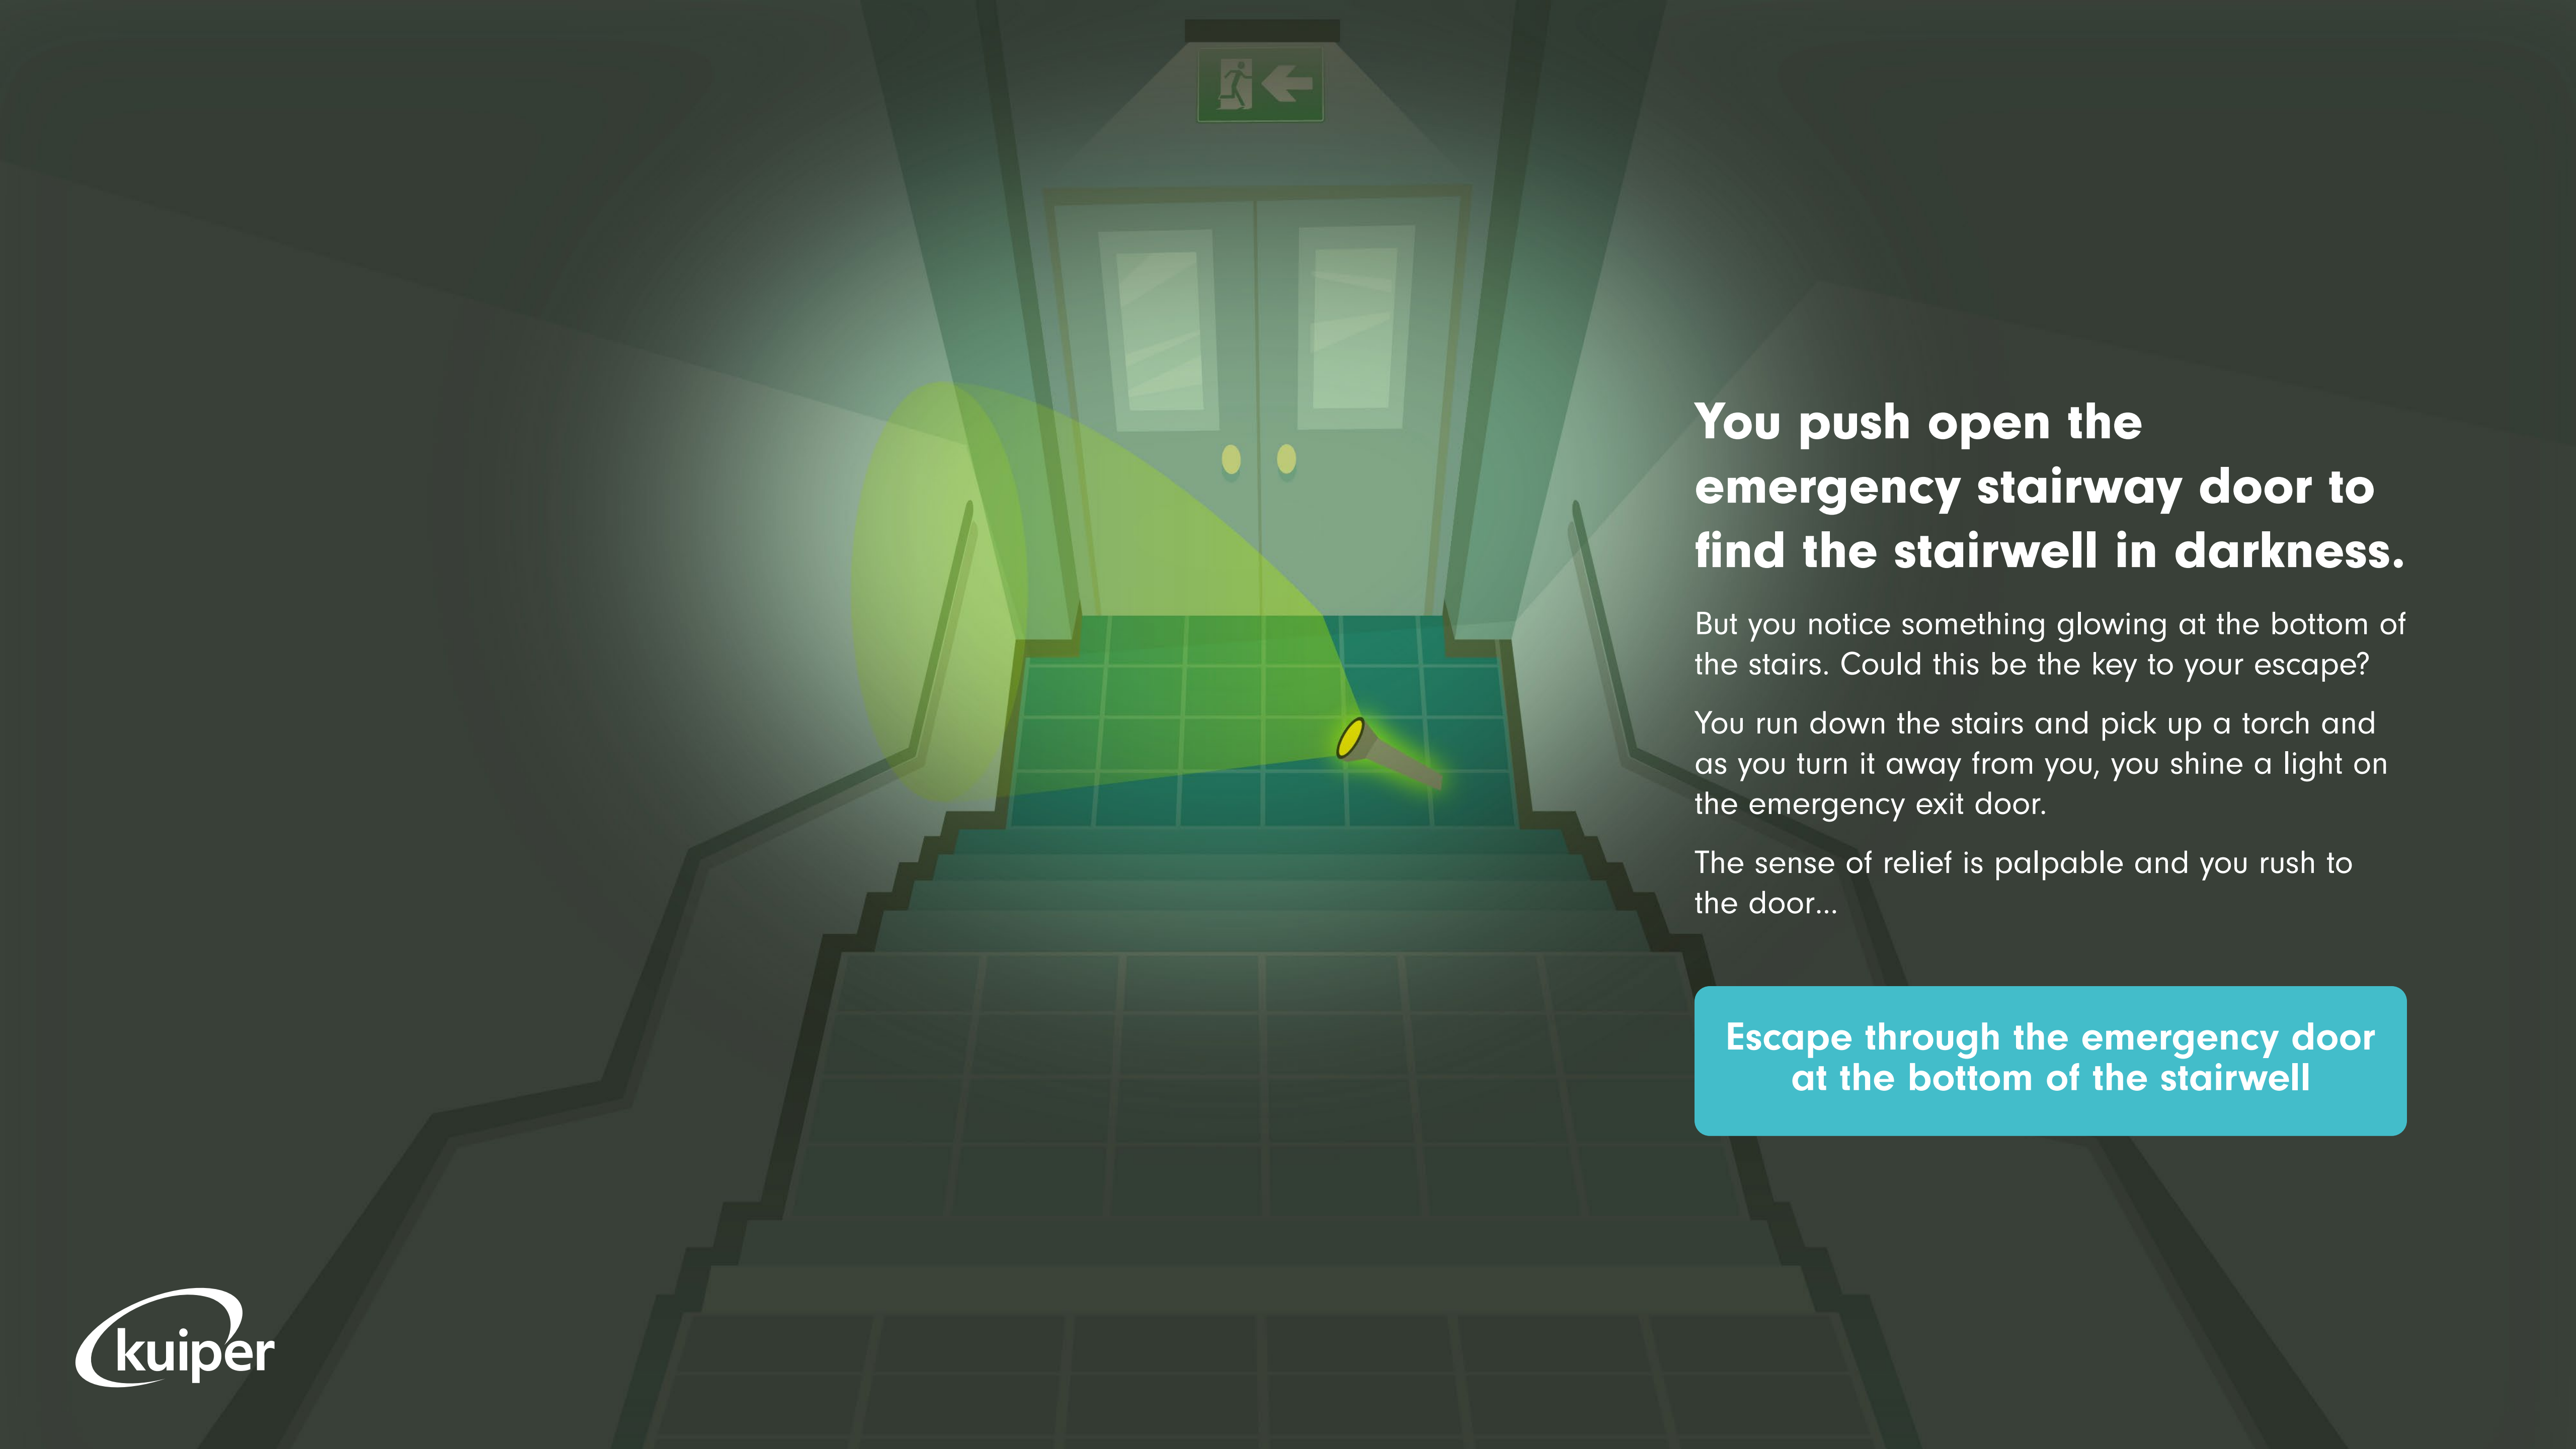 You push open the
emergency stairway door to
find the stairwell in darkness.
But you notice something glowing at the bottom of
the stairs. Could this be the key to your escape?
You run down the stairs and pick up a torch and
as you turn it away from you, you shine a light on
the emergency exit door.
The sense of relief is palpable and you rush to
the door...
Escape through the emergency door
at the bottom of the stairwell
kuiper